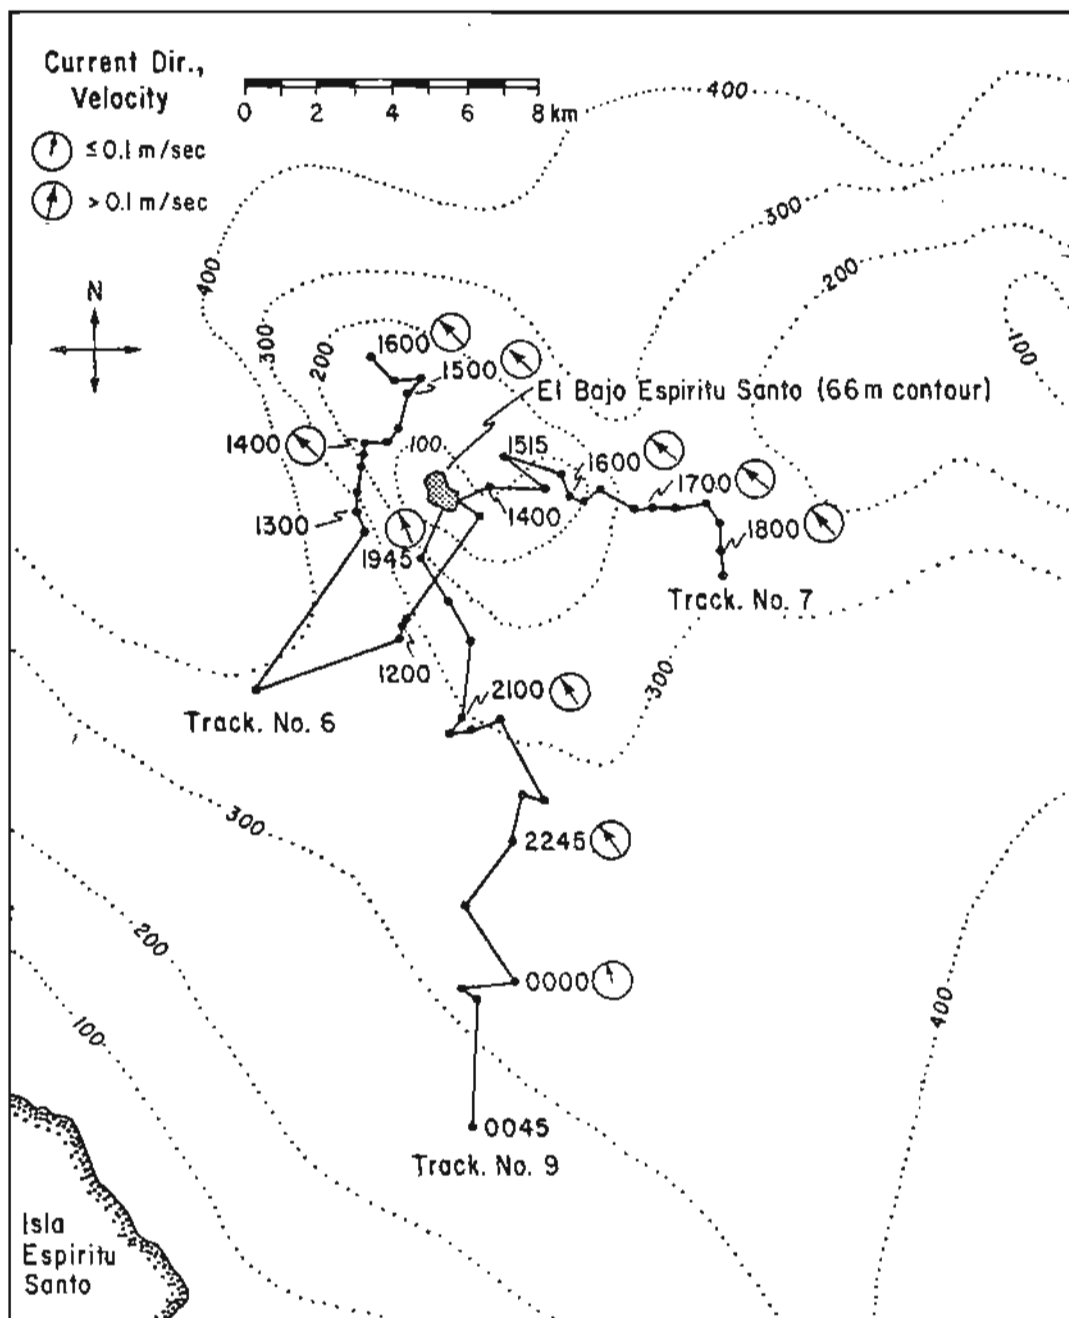 Current Dir.,
Velocity
≤ 0.1 m/sec
> 0.1 m/sec
0 2 4 6 8 km
N
400
300
400
200
300
200
100
1600
1500
El Bajo Espiritu Santo (66 m contour)
1400
100
1515
1600
1700
1300
1400
1800
1945
Track. No. 7
1200
300
2100
Track. No. 6
300
2245
200
0000
400
100
0045
Track. No. 9
Isla
Espiritu
Santo